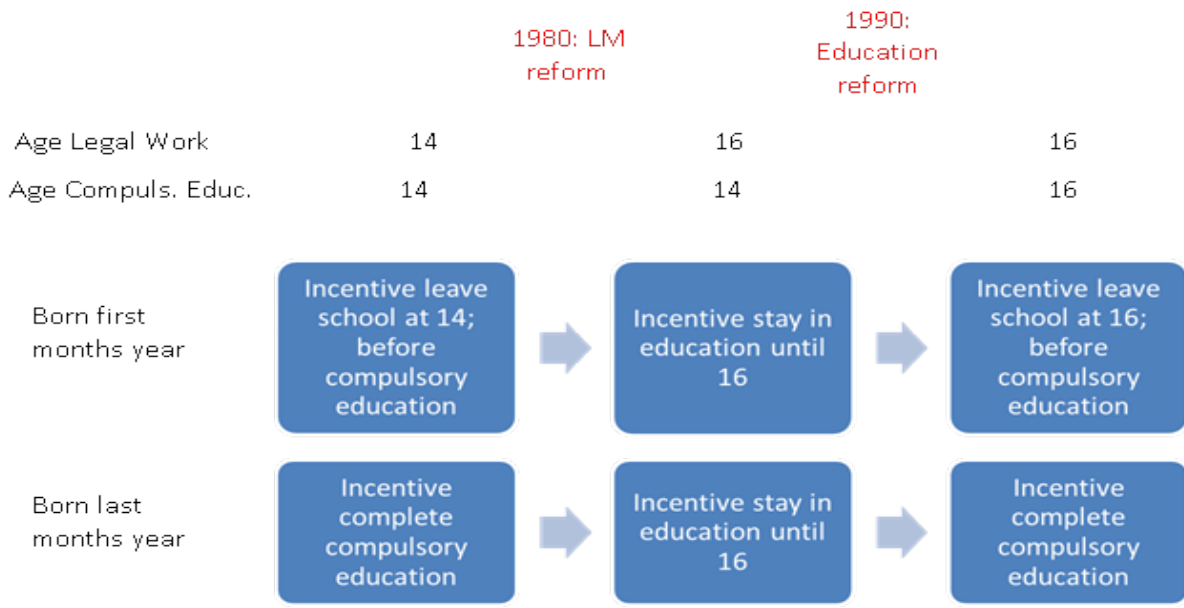 1980: LM
reform
1990:
Education
reform
Age Legal Work 14 16 16
Age Compuls. Educ. 14 14 16
Born first
months year
Incentive leave
school at 14;
before
compulsory
education
Incentive stay in
education until
16
Incentive leave
school at 16;
before
compulsory
education
Born last
months year
Incentive
complete
compulsory
education
Incentive stay in
education until
16
Incentive
complete
compulsory
education